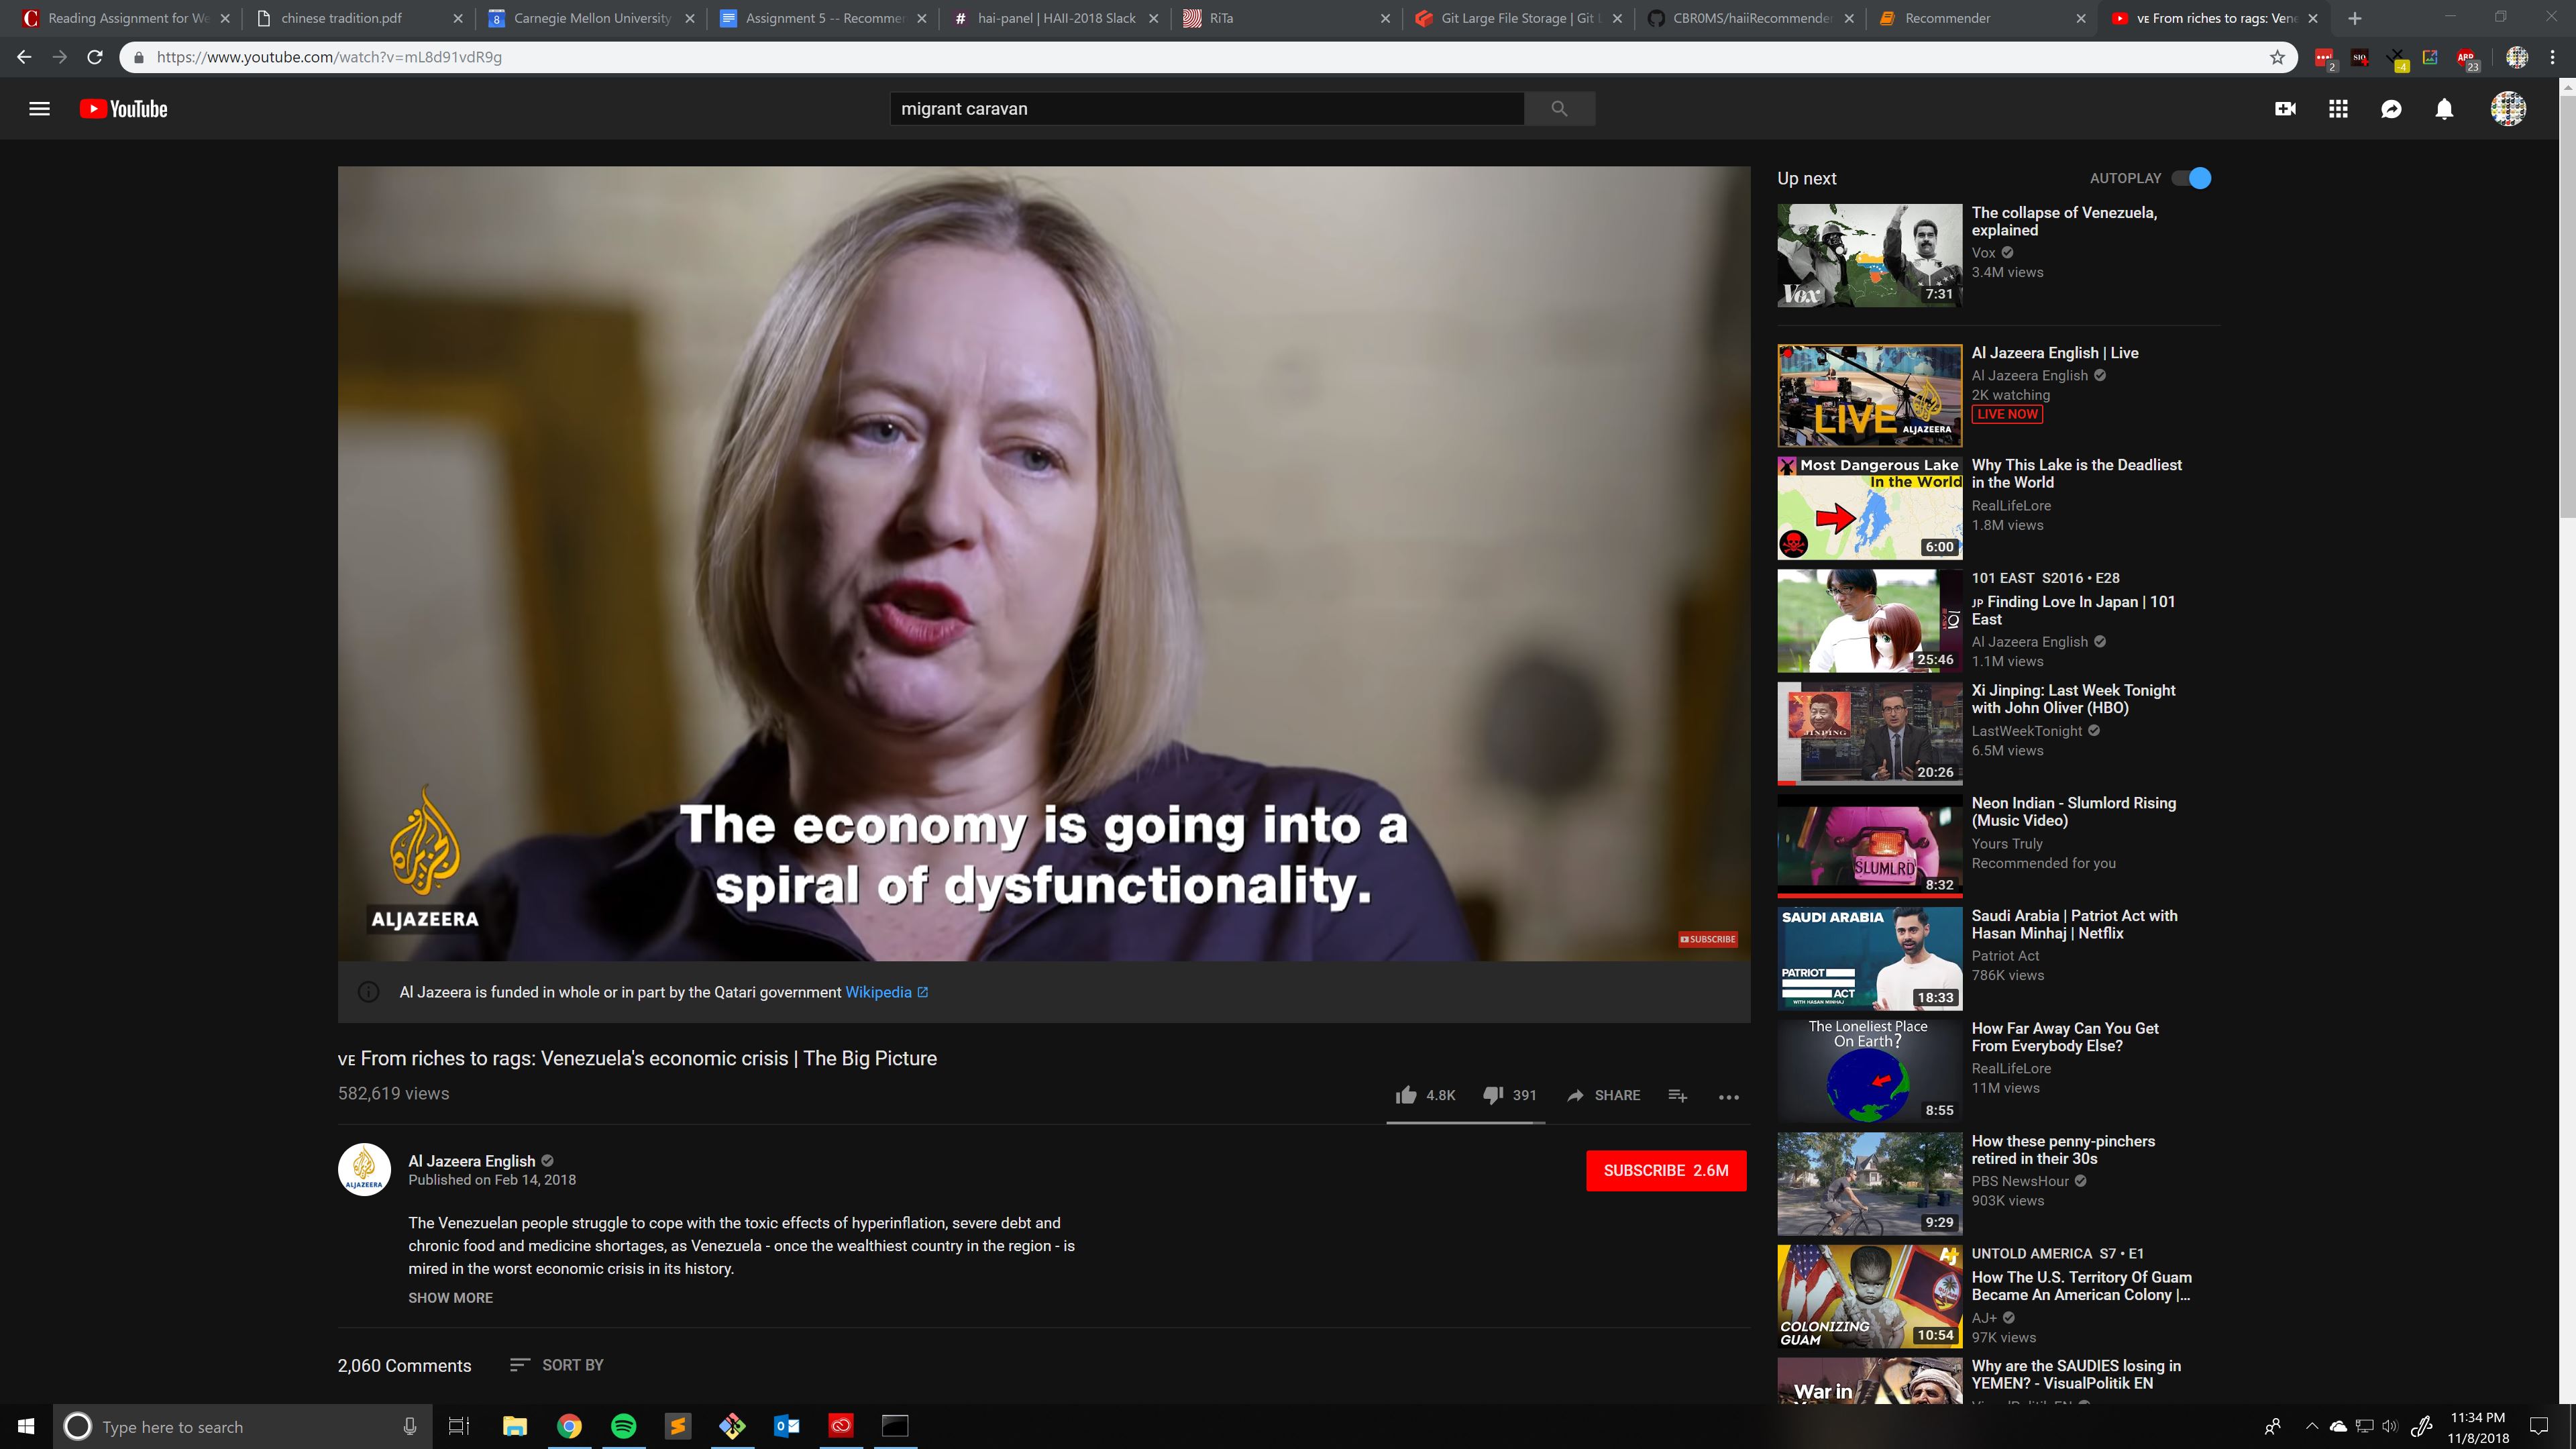 Reading Assignment for We
chinese tradition.pdf
Carnegie Mellon University
Assignment 5 -- Recommer
hai-panel | HAII-2018 Slack
RiTa
Git Large File Storage | Git L
CBR0MS/haiiRecommender
Recommender
VE From riches to rags: Vene
https://www.youtube.com/watch?v=mL8d91vdR9g
2
-4
ABP
23
YouTube
migrant caravan
The economy is going into a
spiral of dysfunctionality.
ALJAZEERA
SUBSCRIBE
Al Jazeera is funded in whole or in part by the Qatari government Wikipedia
VE From riches to rags: Venezuela's economic crisis | The Big Picture
582,619 views
4.8K
391
SHARE
Al Jazeera English
Published on Feb 14, 2018
SUBSCRIBE 2.6M
ALJAZEERA
The Venezuelan people struggle to cope with the toxic effects of hyperinflation, severe debt and
chronic food and medicine shortages, as Venezuela - once the wealthiest country in the region - is
mired in the worst economic crisis in its history.
SHOW MORE
2,060 Comments
SORT BY
Up next
AUTOPLAY
Vox
7:31
The collapse of Venezuela,
explained
Vox
3.4M views
LIVE
ALJAZEERA
Al Jazeera English | Live
Al Jazeera English
2K watching
LIVE NOW
Most Dangerous Lake
In the World
6:00
Why This Lake is the Deadliest
in the World
RealLifeLore
1.8M views
101
25:46
101 EAST S2016 • E28
JP Finding Love In Japan | 101
East
Al Jazeera English
1.1M views
JINPING
20:26
Xi Jinping: Last Week Tonight
with John Oliver (HBO)
LastWeekTonight
6.5M views
SLUMLRD
8:32
Neon Indian - Slumlord Rising
(Music Video)
Yours Truly
Recommended for you
SAUDI ARABIA
PATRIOT
ACT
WITH HASAN MINHAJ
18:33
Saudi Arabia | Patriot Act with
Hasan Minhaj | Netflix
Patriot Act
786K views
The Loneliest Place
On Earth?
8:55
How Far Away Can You Get
From Everybody Else?
RealLifeLore
11M views
9:29
How these penny-pinchers
retired in their 30s
PBS NewsHour
903K views
AJ+
COLONIZING
GUAM
10:54
UNTOLD AMERICA S7 • E1
How The U.S. Territory Of Guam
Became An American Colony |...
AJ+
97K views
War in
Why are the SAUDIES losing in
YEMEN? - VisualPolitik EN
Type here to search
11:34 PM
11/8/2018